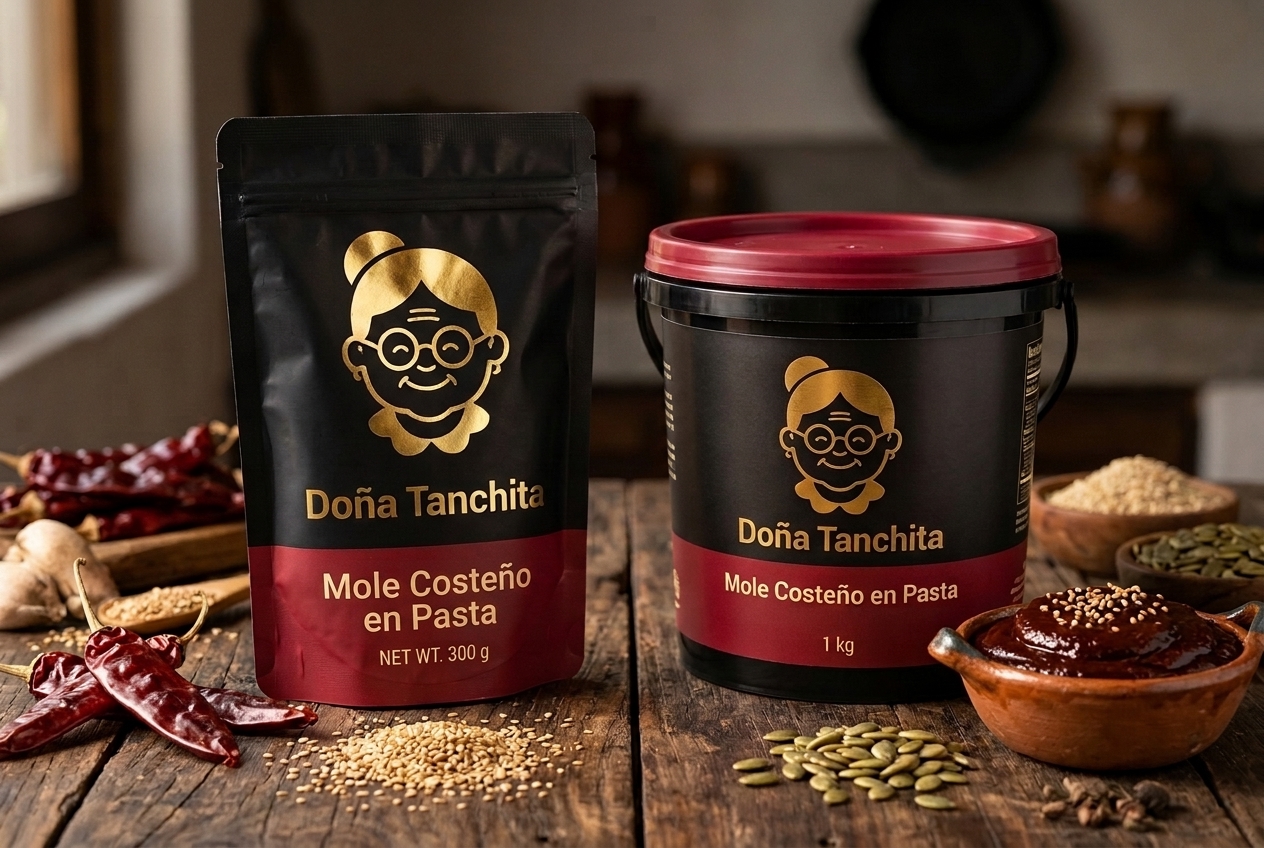 Doña Tanchita
Mole Costeño
en Pasta
NET WT. 300 g
Doña Tanchita
Mole Costeño en Pasta
1 kg